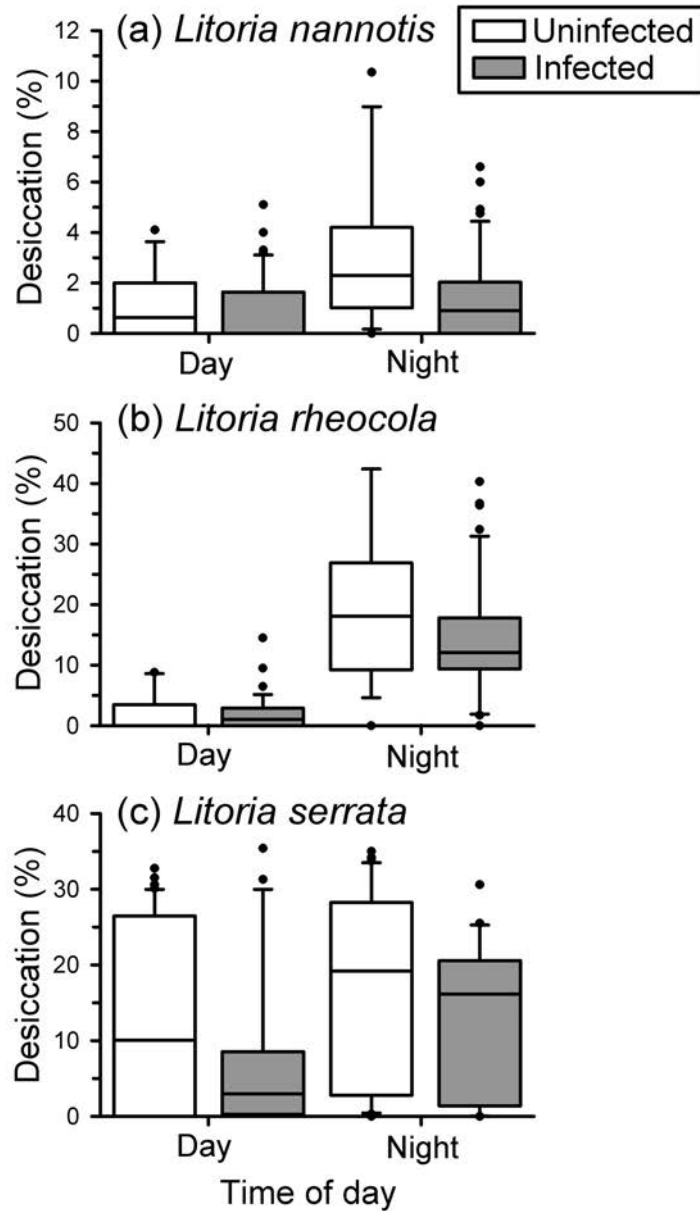 (a) Litoria nannotis
Uninfected
Infected
Desiccation (%)
12
10
8
6
4
2
0
Day Night
(b) Litoria rheocola
Desiccation (%)
50
40
30
20
10
0
Day Night
(c) Litoria serrata
Desiccation (%)
40
30
20
10
0
Day Night
Time of day